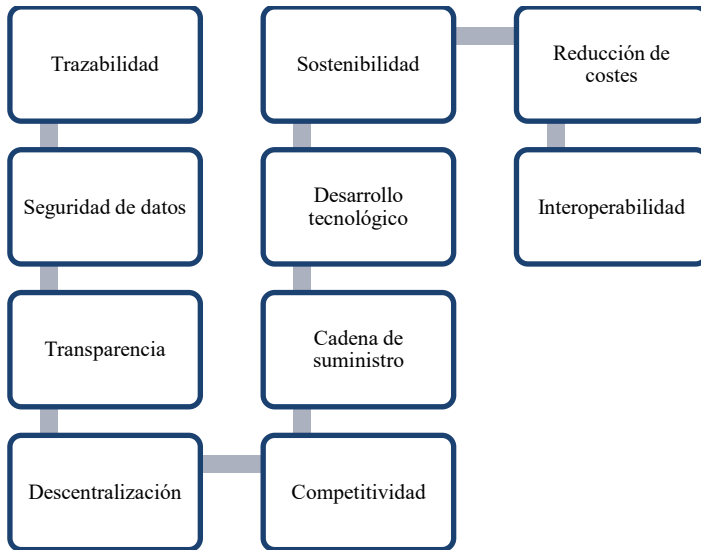 Trazabilidad
Seguridad de datos
Transparencia
Descentralización
Competitividad
Cadena de
suministro
Desarrollo
tecnológico
Sostenibilidad
Reducción de
costes
Interoperabilidad